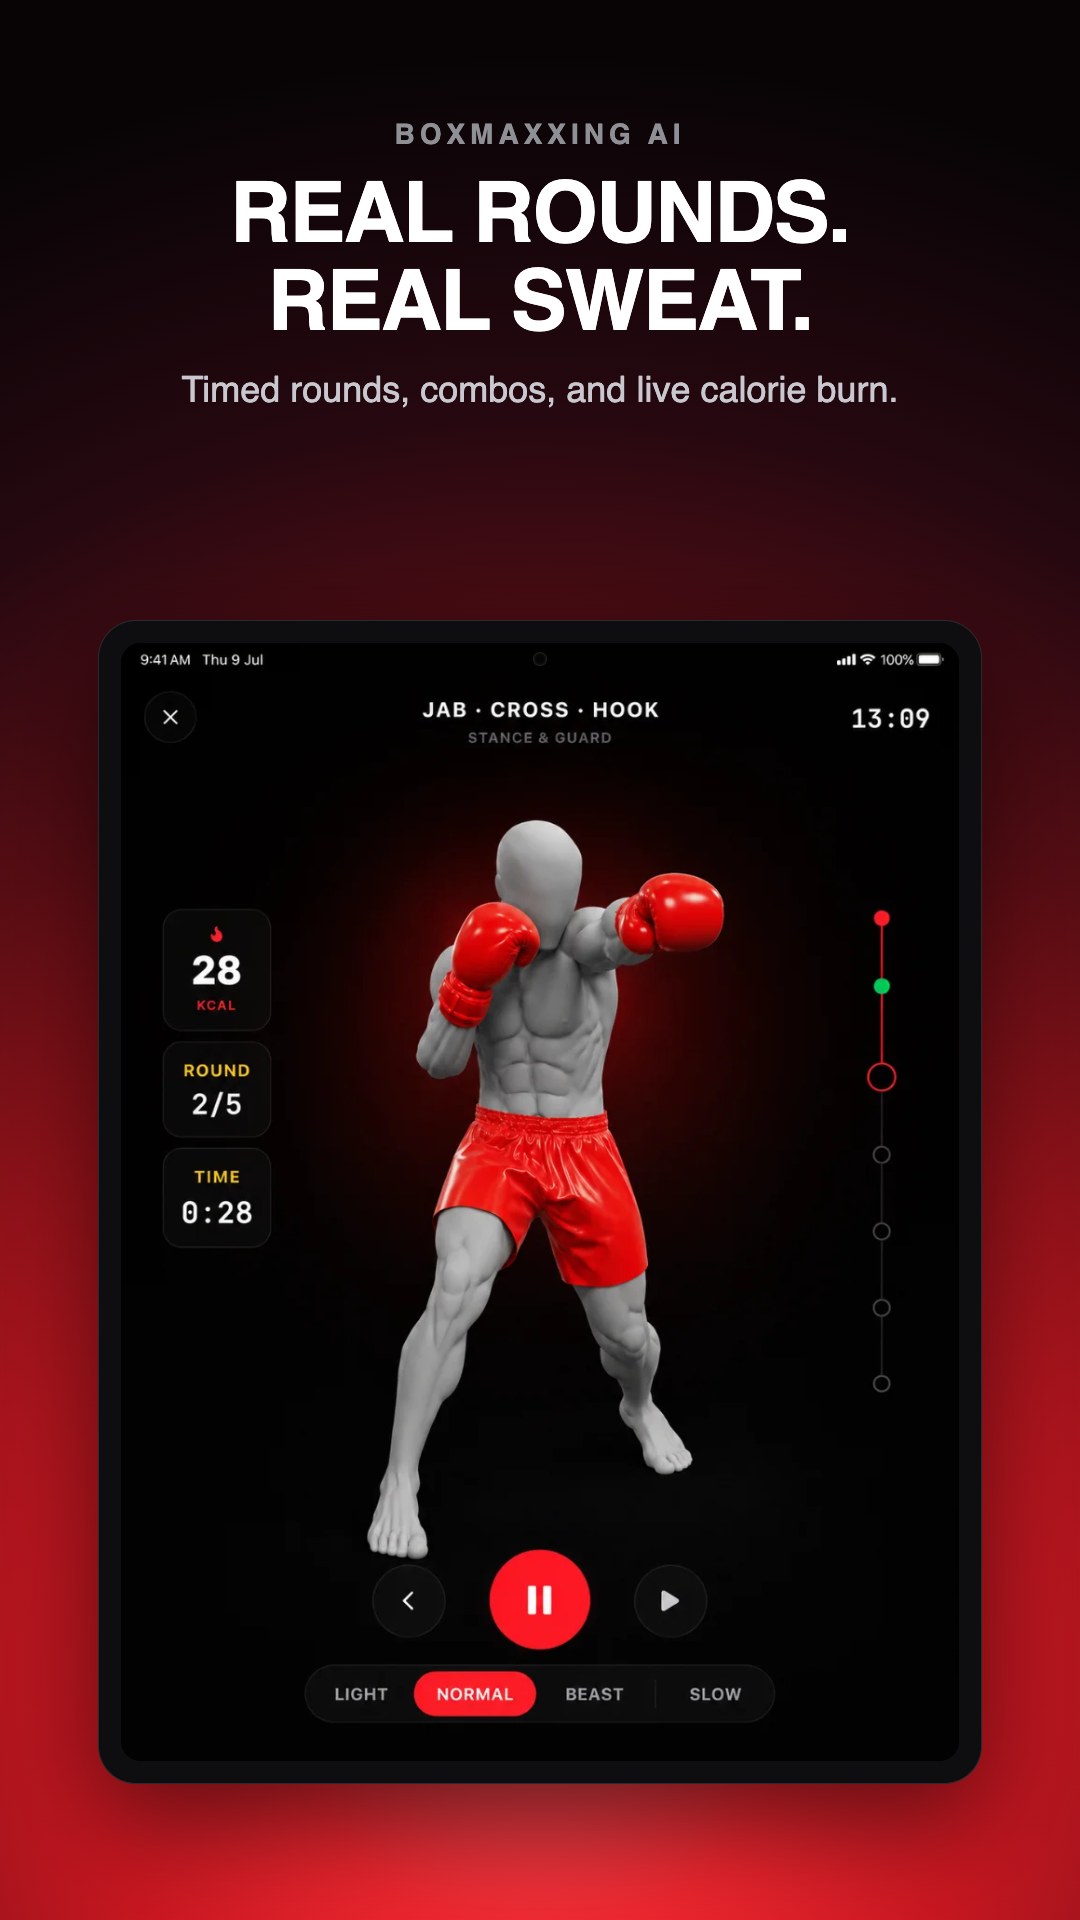 BOXMAXXING AI
REAL ROUNDS.
REAL SWEAT.
Timed rounds, combos, and live calorie burn.
9:41 AM Thu 9 Jul
100%
JAB · CROSS · HOOK
STANCE & GUARD
13:09
28
KCAL
ROUND
2/5
TIME
0:28
LIGHT NORMAL BEAST SLOW